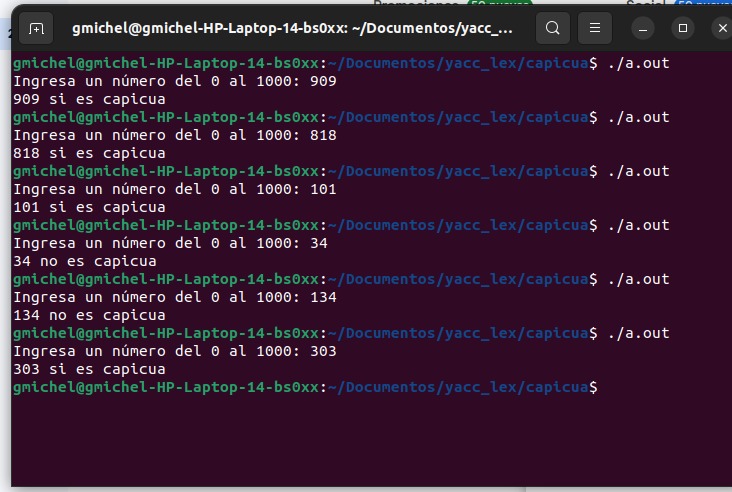 Promociones 50 nuevos Social
gmichel@gmichel-HP-Laptop-14-bs0xx: ~/Documentos/yacc_...
gmichel@gmichel-HP-Laptop-14-bs0xx:~/Documentos/yacc_lex/capicua$ ./a.out
Ingresa un número del 0 al 1000: 909
909 si es capicua
gmichel@gmichel-HP-Laptop-14-bs0xx:~/Documentos/yacc_lex/capicua$ ./a.out
Ingresa un número del 0 al 1000: 818
818 si es capicua
gmichel@gmichel-HP-Laptop-14-bs0xx:~/Documentos/yacc_lex/capicua$ ./a.out
Ingresa un número del 0 al 1000: 101
101 si es capicua
gmichel@gmichel-HP-Laptop-14-bs0xx:~/Documentos/yacc_lex/capicua$ ./a.out
Ingresa un número del 0 al 1000: 34
34 no es capicua
gmichel@gmichel-HP-Laptop-14-bs0xx:~/Documentos/yacc_lex/capicua$ ./a.out
Ingresa un número del 0 al 1000: 134
134 no es capicua
gmichel@gmichel-HP-Laptop-14-bs0xx:~/Documentos/yacc_lex/capicua$ ./a.out
Ingresa un número del 0 al 1000: 303
303 si es capicua
gmichel@gmichel-HP-Laptop-14-bs0xx:~/Documentos/yacc_lex/capicua$